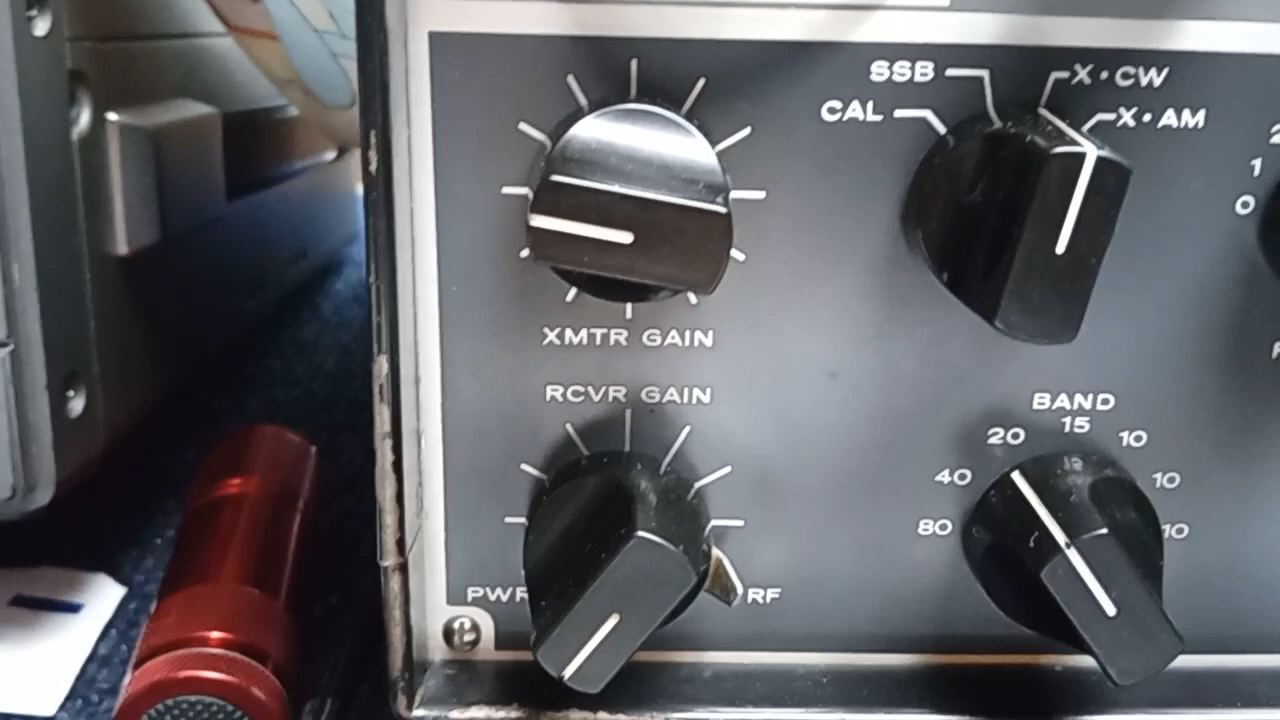 SSB
X•CW
CAL
X•AM
2
1
0
XMTR GAIN
RCVR GAIN
BAND
20 15 10
40 10
80 10
PWR RF